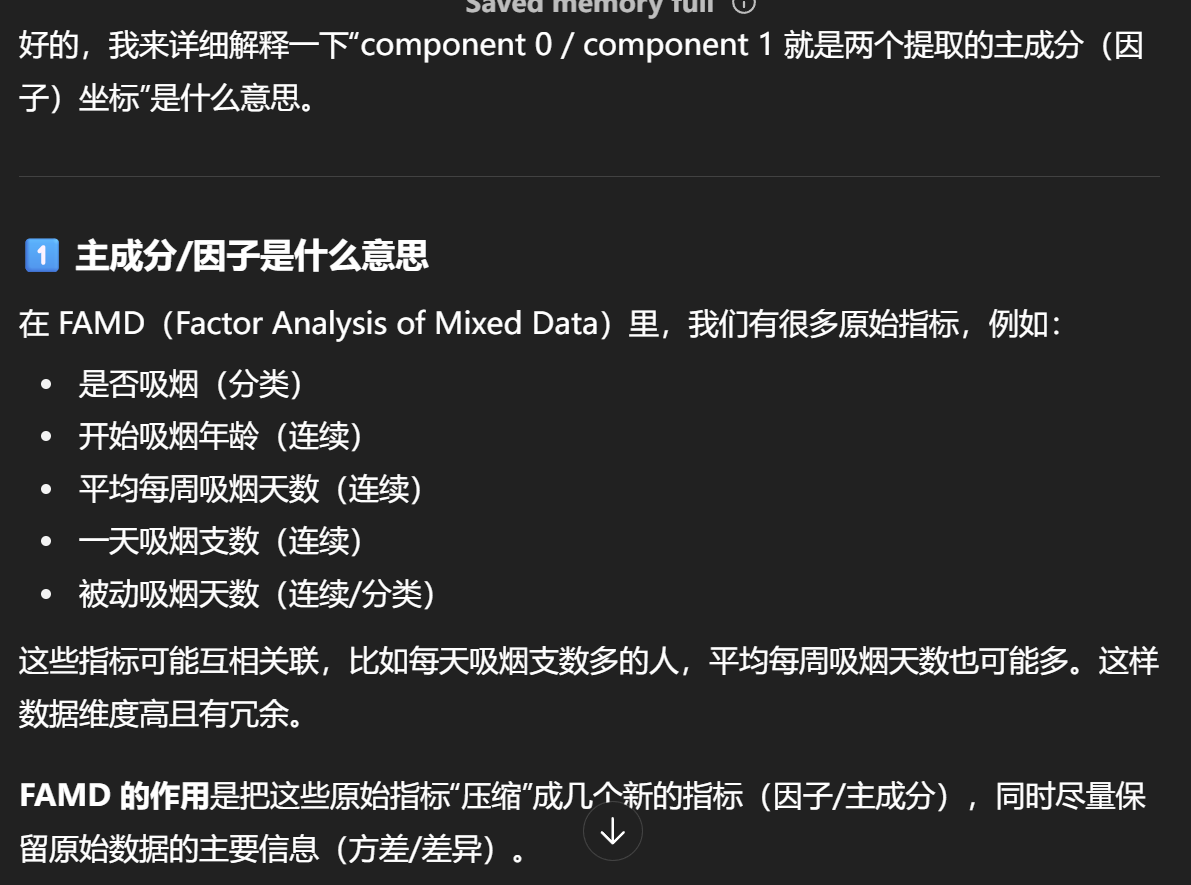 Saved memory full
好的，我来详细解释一下“component 0 / component 1 就是两个提取的主成分（因
子）坐标”是什么意思。
1 主成分/因子是什么意思
在 FAMD（Factor Analysis of Mixed Data）里，我们有很多原始指标，例如：
• 是否吸烟（分类）
• 开始吸烟年龄（连续）
• 平均每周吸烟天数（连续）
• 一天吸烟支数（连续）
• 被动吸烟天数（连续/分类）
这些指标可能互相关联，比如每天吸烟支数多的人，平均每周吸烟天数也可能多。这样
数据维度高且有冗余。
FAMD 的作用是把这些原始指标“压缩”成几个新的指标（因子/主成分），同时尽量保
留原始数据的主要信息（方差/差异）。